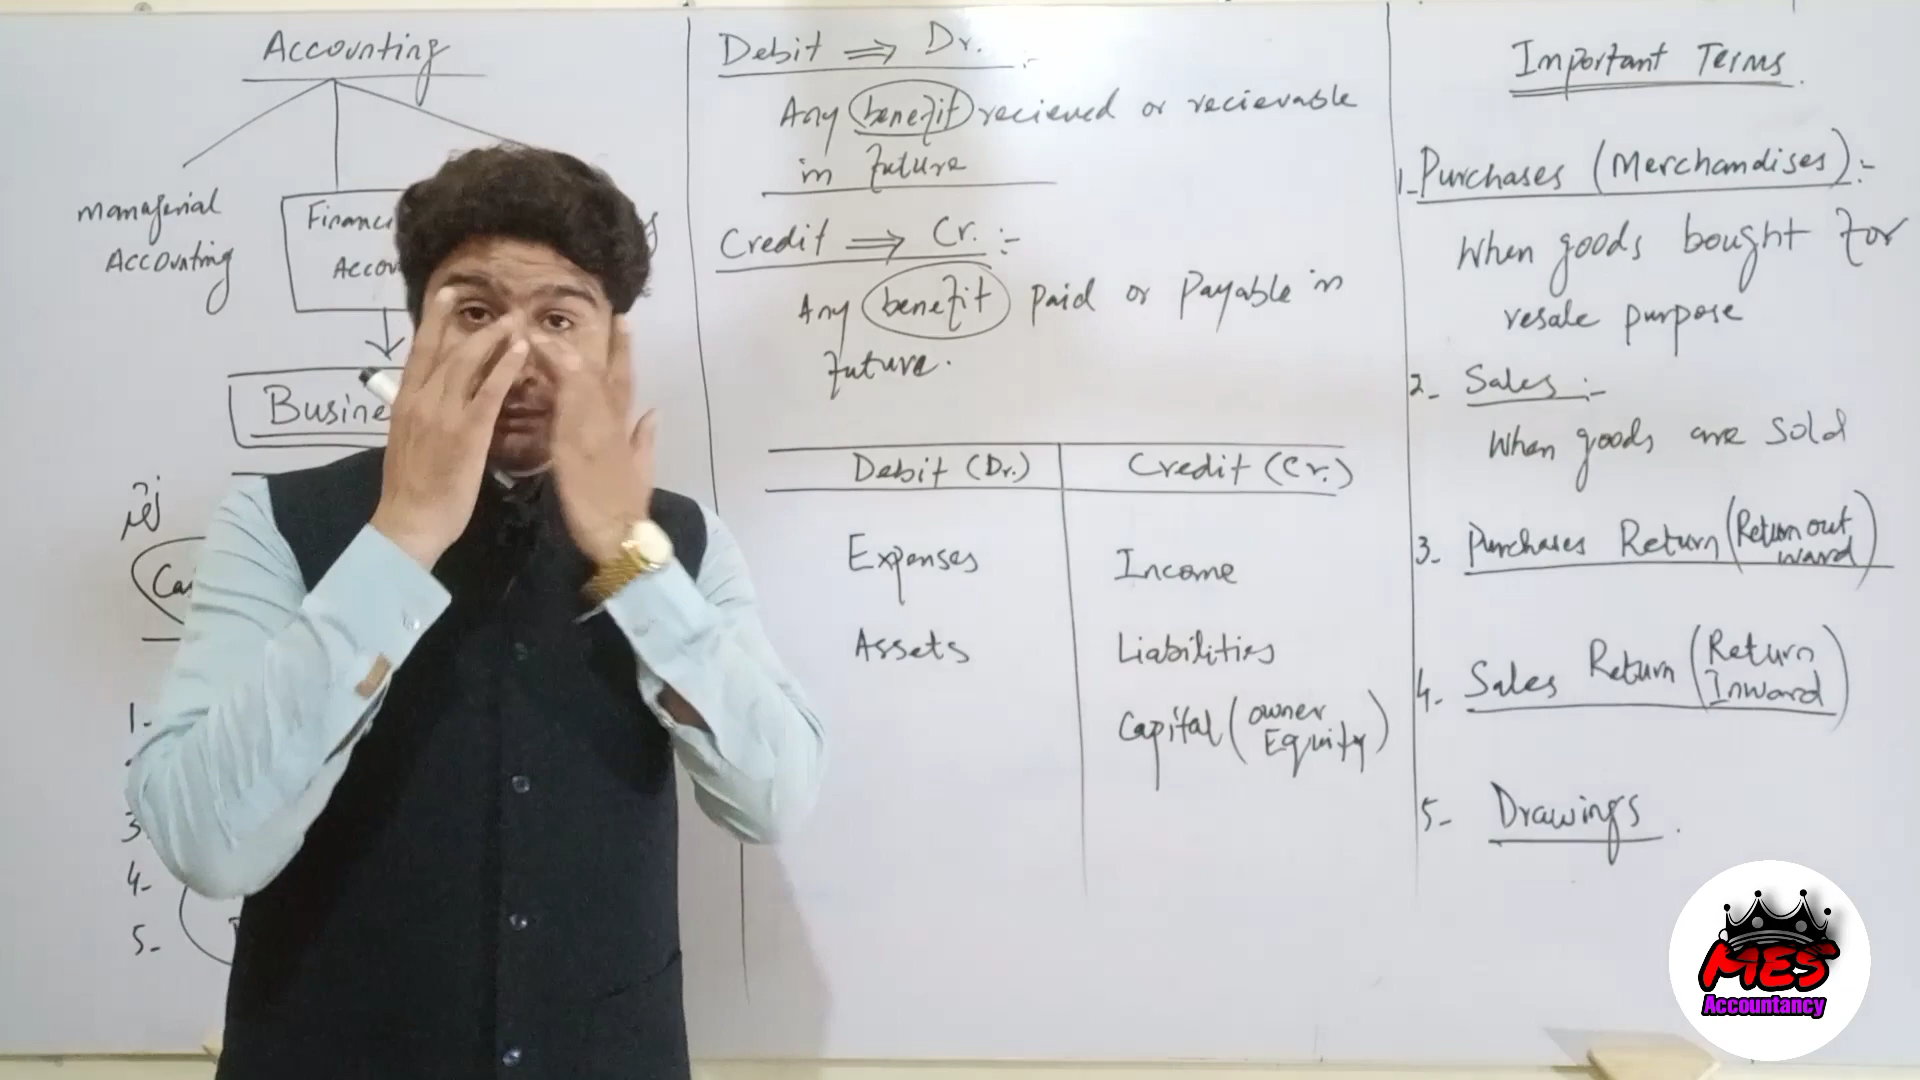 Accounting
Managerial
Accounting
Business
1-
3
4-
5-
Debit ⇒ Dr. :-
Any benefit recieved or recievable
in future
Credit ⇒ Cr. :-
Any benefit paid or payable in
future.
Debit (Dr.) Credit (Cr.)
Expenses Income
Assets Liabilities
Capital (owner
Equity)
Important Terms.
1- Purchases (Merchandises) :-
When goods bought for
resale purpose
2- Sales :-
When goods are sold
3- Purchases Return (Return out
ward)
4- Sales Return (Return
Inward)
5- Drawings.
MES
Accountancy